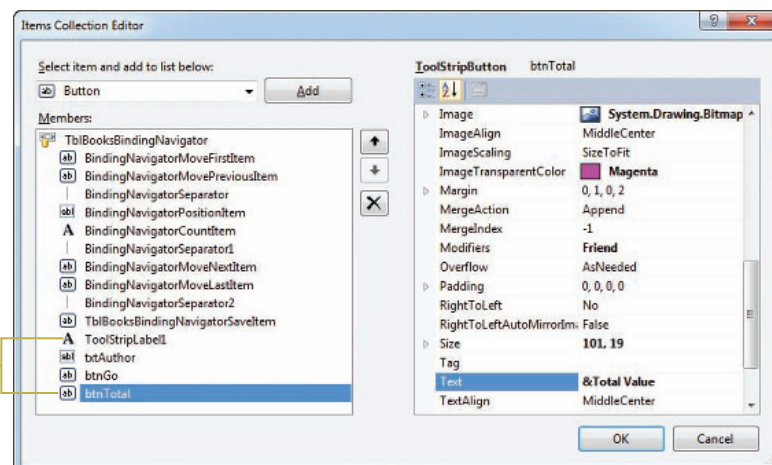 Items Collection Editor
Select item and add to list below:
Button
Add
Members:
TblBooksBindingNavigator
BindingNavigatorMoveFirstItem
BindingNavigatorMovePreviousItem
BindingNavigatorSeparator
BindingNavigatorPositionItem
BindingNavigatorCountItem
BindingNavigatorSeparator1
BindingNavigatorMoveNextItem
BindingNavigatorMoveLastItem
BindingNavigatorSeparator2
TblBooksBindingNavigatorSaveItem
ToolStripLabel1
txtAuthor
btnGo
btnTotal
ToolStripButton btnTotal
Image System.Drawing.Bitmap
ImageAlign MiddleCenter
ImageScaling SizeToFit
ImageTransparentColor Magenta
Margin 0, 1, 0, 2
MergeAction Append
MergeIndex -1
Modifiers Friend
Overflow AsNeeded
Padding 0, 0, 0, 0
RightToLeft No
RightToLeftAutoMirrorIm: False
Size 101, 19
Tag
Text &Total Value
TextAlign MiddleCenter
OK Cancel